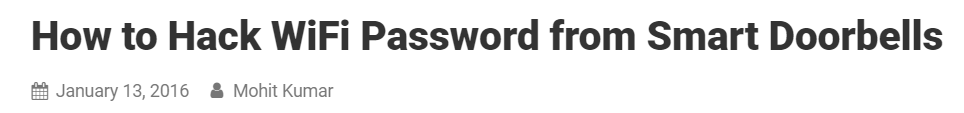 How to Hack WiFi Password from Smart Doorbells
January 13, 2016 Mohit Kumar